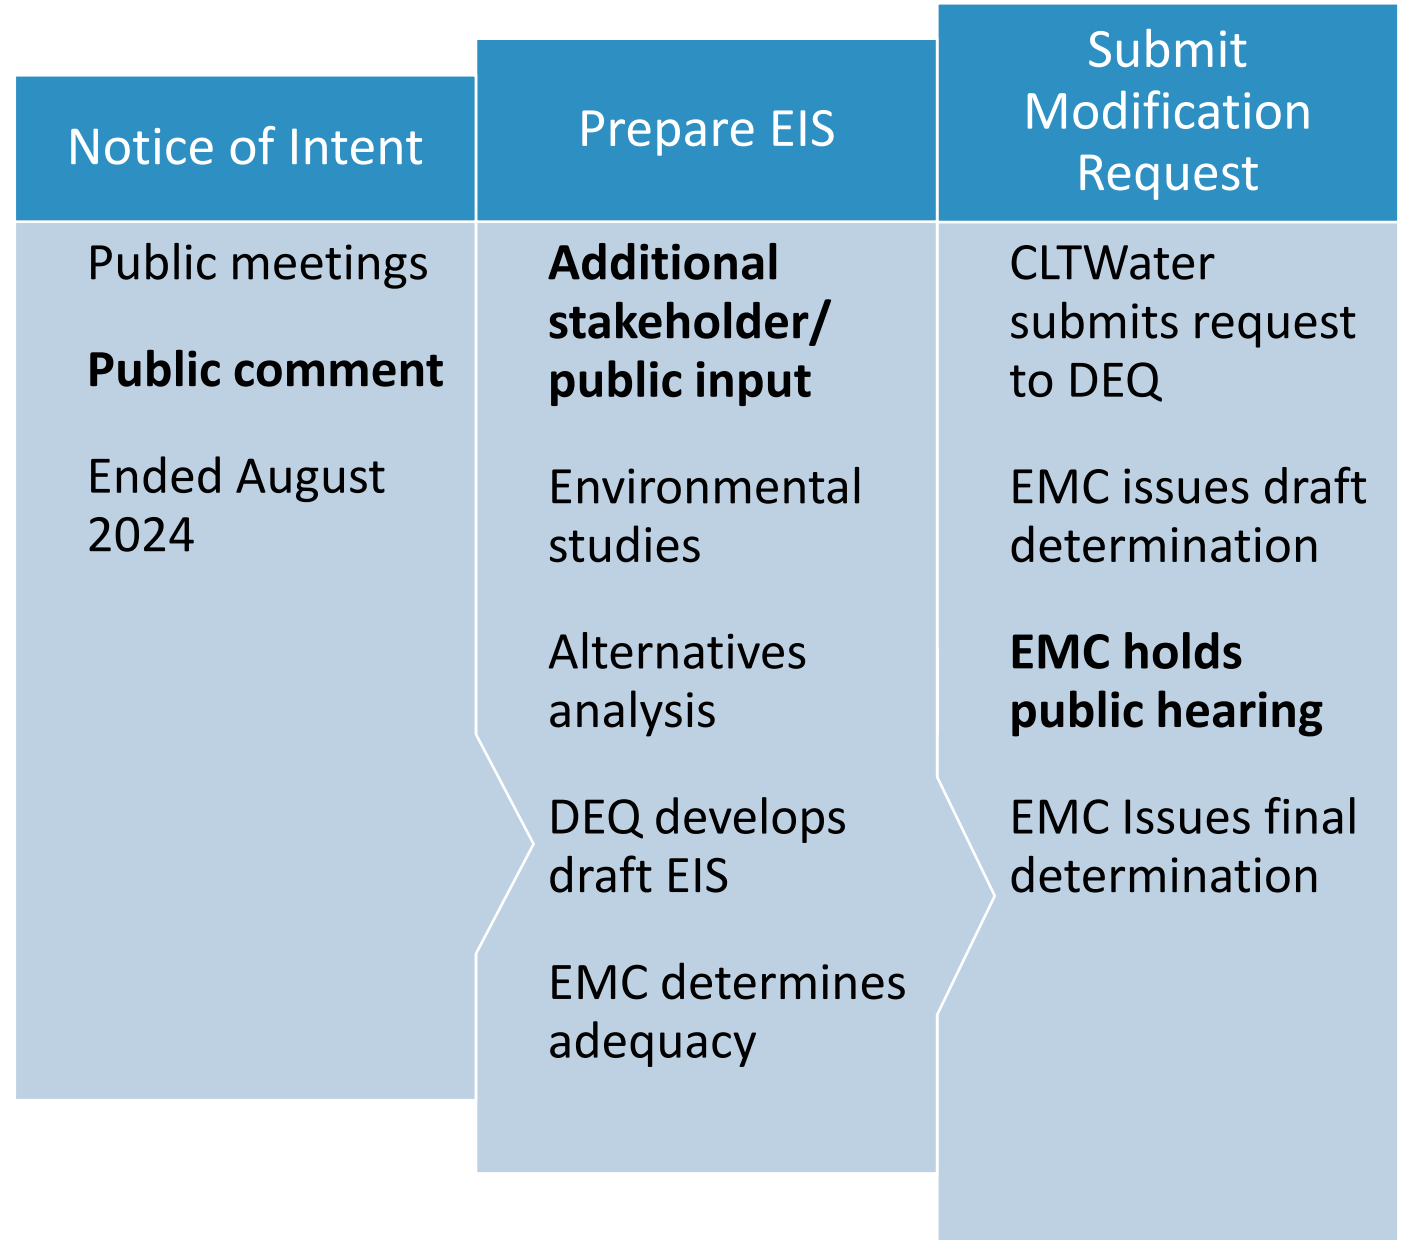 Notice of Intent
Public meetings
Public comment
Ended August
2024
Prepare EIS
Additional
stakeholder/
public input
Environmental
studies
Alternatives
analysis
DEQ develops
draft EIS
EMC determines
adequacy
Submit
Modification
Request
CLTWater
submits request
to DEQ
EMC issues draft
determination
EMC holds
public hearing
EMC Issues final
determination